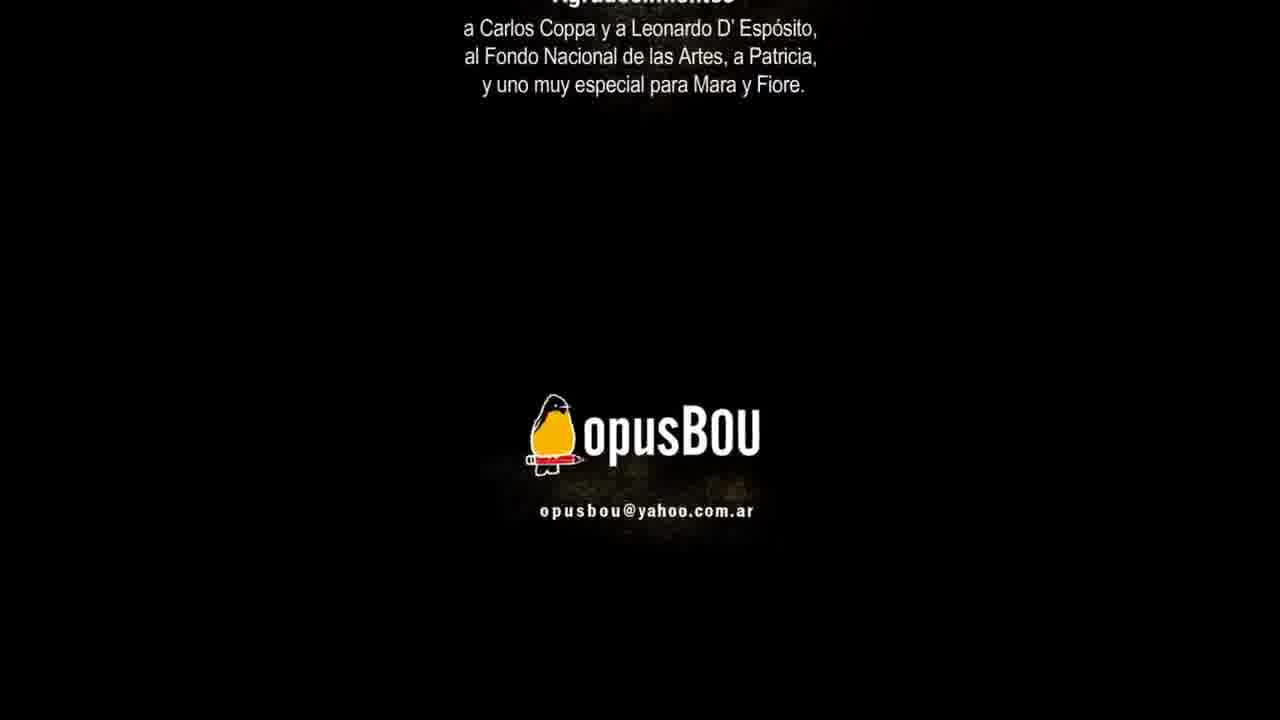 Agradecimientos
a Carlos Coppa y a Leonardo D' Espósito,
al Fondo Nacional de las Artes, a Patricia,
y uno muy especial para Mara y Fiore.
opusBOU
opusbou@yahoo.com.ar